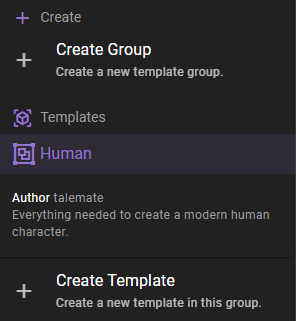 Create
Create Group
Create a new template group.
Templates
Human
Author talemate
Everything needed to create a modern human
character.
Create Template
Create a new template in this group.